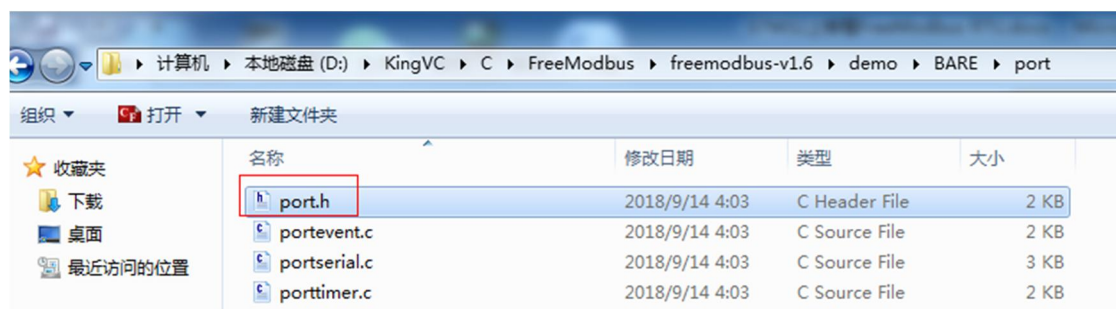 计算机 ▸ 本地磁盘 (D:) ▸ KingVC ▸ C ▸ FreeModbus ▸ freemodbus-v1.6 ▸ demo ▸ BARE ▸ port
组织 打开 新建文件夹
名称 修改日期 类型 大小
收藏夹
下载
桌面
最近访问的位置
port.h 2018/9/14 4:03 C Header File 2 KB
portevent.c 2018/9/14 4:03 C Source File 2 KB
portserial.c 2018/9/14 4:03 C Source File 3 KB
porttimer.c 2018/9/14 4:03 C Source File 2 KB